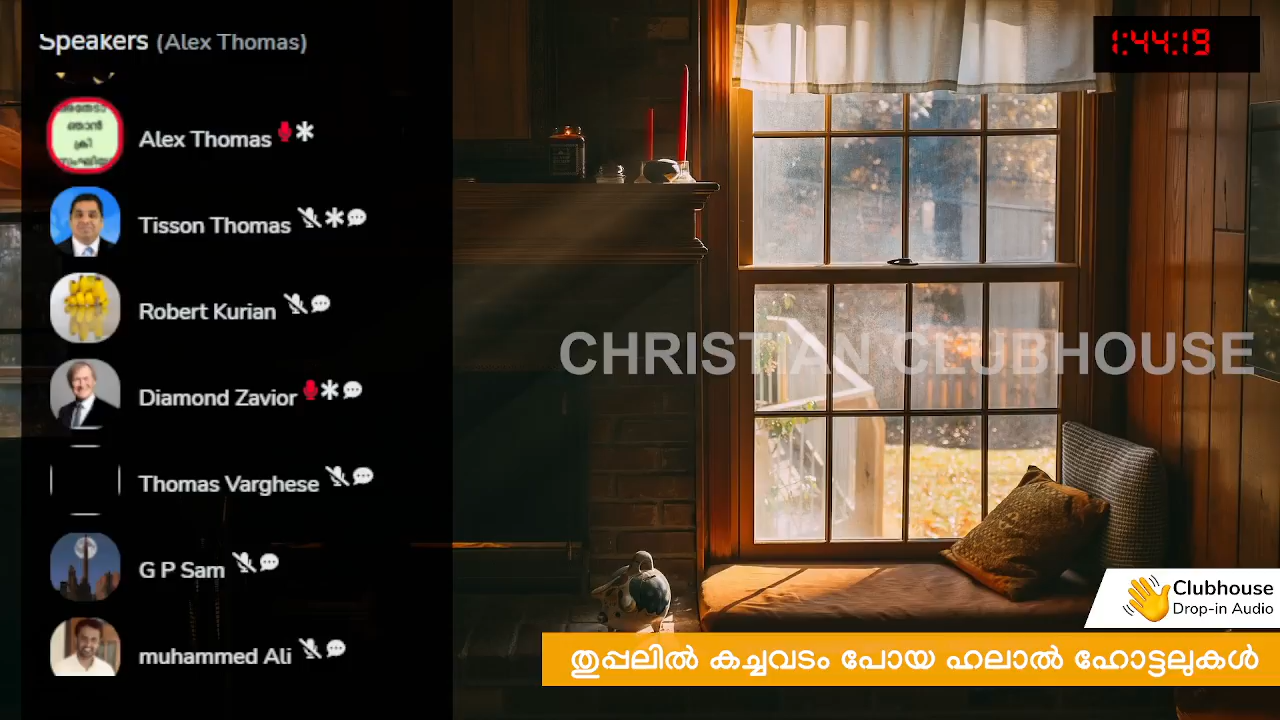 Speakers (Alex Thomas)
1:44:19
ഞാൻ
ക്രി
Alex Thomas
Tisson Thomas
Robert Kurian
Diamond Zavior
Thomas Varghese
G P Sam
muhammed Ali
CHRISTIAN CLUBHOUSE
Clubhouse
Drop-in Audio
തുപ്പലിൽ കച്ചവടം പോയ ഹലാൽ ഹോട്ടലുകൾ